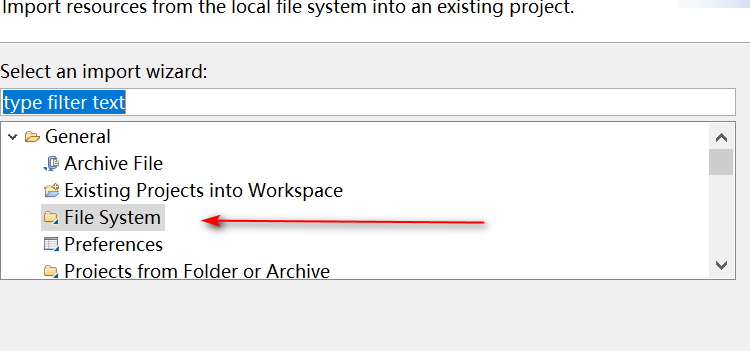 Import resources from the local file system into an existing project.
Select an import wizard:
type filter text
General
Archive File
Existing Projects into Workspace
File System
Preferences
Projects from Folder or Archive